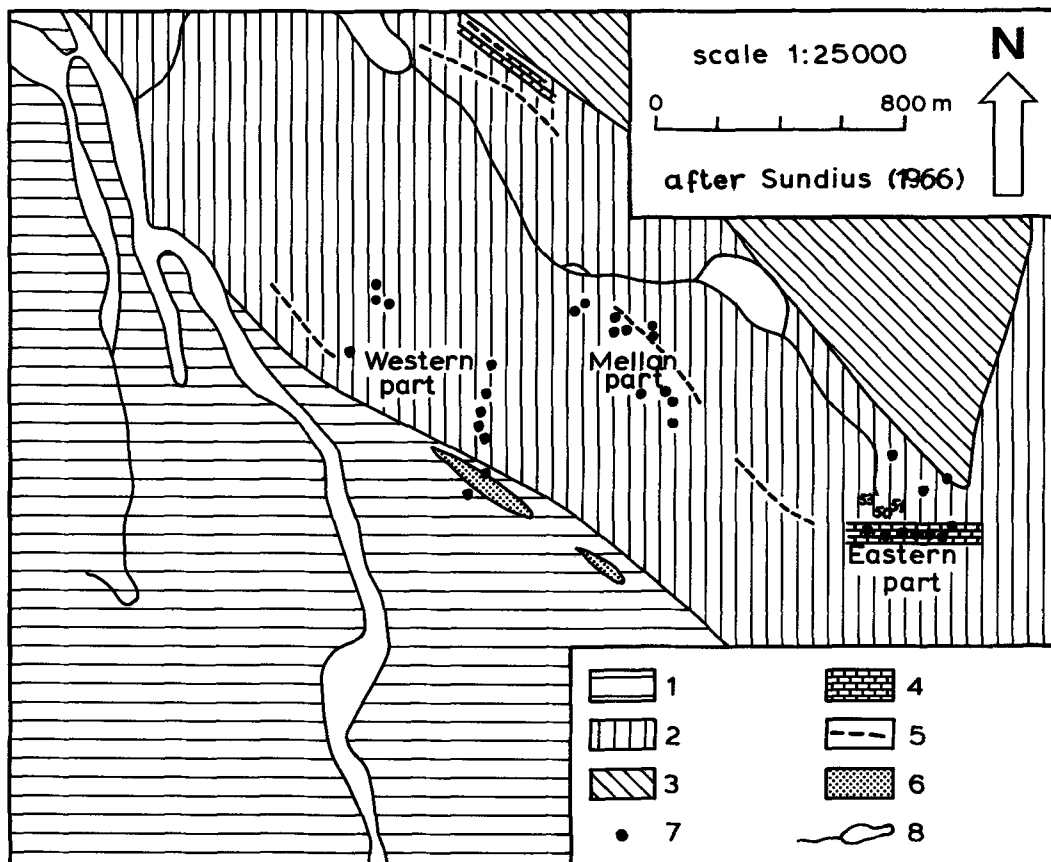 scale 1:25000
N
0 800 m
after Sundius (1966)
Western
part
Mellan
part
53 50 51
Eastern
part
1 4
2 5
3 6
7 8